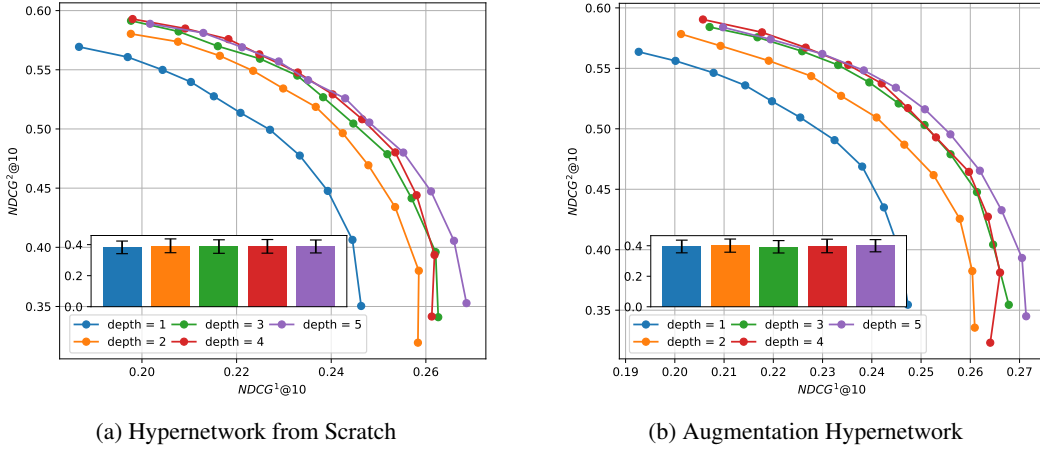 0.60
0.55
0.50
0.45
0.40
0.35
NDCG²@10
0.4
0.2
0.0
depth = 1
depth = 3
depth = 5
depth = 2
depth = 4
0.20
0.22
0.24
0.26
NDCG¹@10
(a) Hypernetwork from Scratch
0.60
0.55
0.50
0.45
0.40
0.35
NDCG²@10
0.4
0.2
0.0
depth = 1
depth = 3
depth = 5
depth = 2
depth = 4
0.19
0.20
0.21
0.22
0.23
0.24
0.25
0.26
0.27
NDCG¹@10
(b) Augmentation Hypernetwork